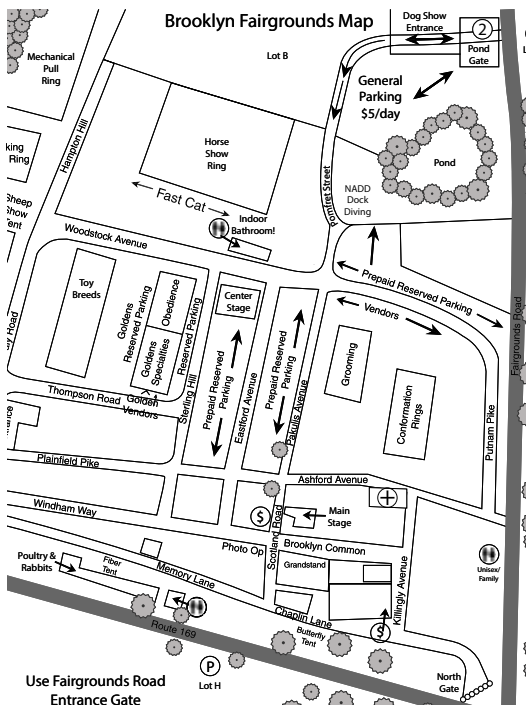 Brooklyn Fairgrounds Map
Dog Show
Entrance
2
Pond
Gate
Mechanical
Pull
Ring
Lot B
General
Parking
$5/day
Hampton Hill
Horse
Show
Ring
Pond
king
Ring
Fast Cat
Pomfret Street
NADD
Dock
Diving
Sheep
Show
Tent
Indoor
Bathroom!
Woodstock Avenue
Toy
Breeds
Goldens
Reserved Parking
Obedience
Goldens
Specialties
Reserved Parking
Center
Stage
Prepaid Reserved Parking
Vendors
Fairgrounds Road
Prepaid Reserved
Parking
Prepaid Reserved
Parking
Grooming
Conformation
Rings
Sterling Hill
Eastford Avenue
Pakulis Avenue
Putnam Pike
Road
Thompson Road
Golden
Vendors
Plainfield Pike
Ashford Avenue
Windham Way
$
Main
Stage
Scotland Road
Photo Op
Brooklyn Common
Poultry &
Rabbits
Fiber
Tent
Memory Lane
Grandstand
Killingly Avenue
Unisex/
Family
Chaplin Lane
$
Route 169
Butterfly
Tent
P
Lot H
North
Gate
Use Fairgrounds Road
Entrance Gate